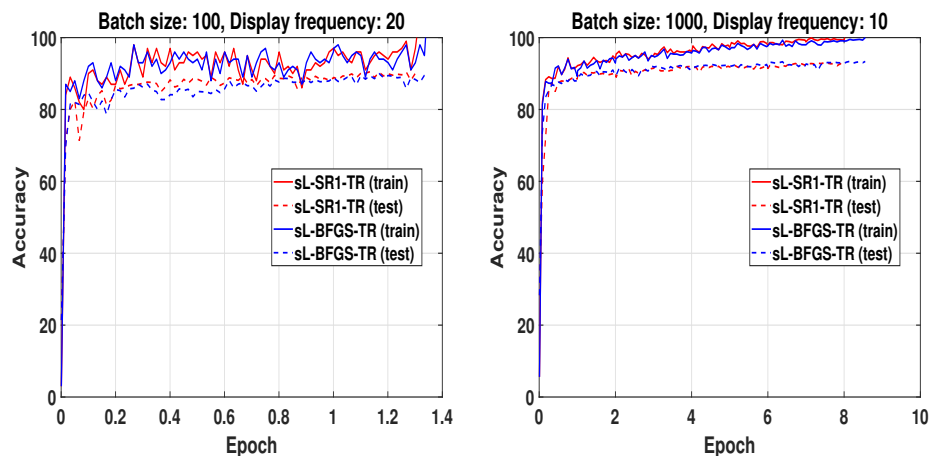 Batch size: 100, Display frequency: 20
100
80
60
40
20
0
Accuracy
sL-SR1-TR (train)
sL-SR1-TR (test)
sL-BFGS-TR (train)
sL-BFGS-TR (test)
0 0.2 0.4 0.6 0.8 1 1.2 1.4
Epoch
Batch size: 1000, Display frequency: 10
100
80
60
40
20
0
Accuracy
sL-SR1-TR (train)
sL-SR1-TR (test)
sL-BFGS-TR (train)
sL-BFGS-TR (test)
0 2 4 6 8 10
Epoch